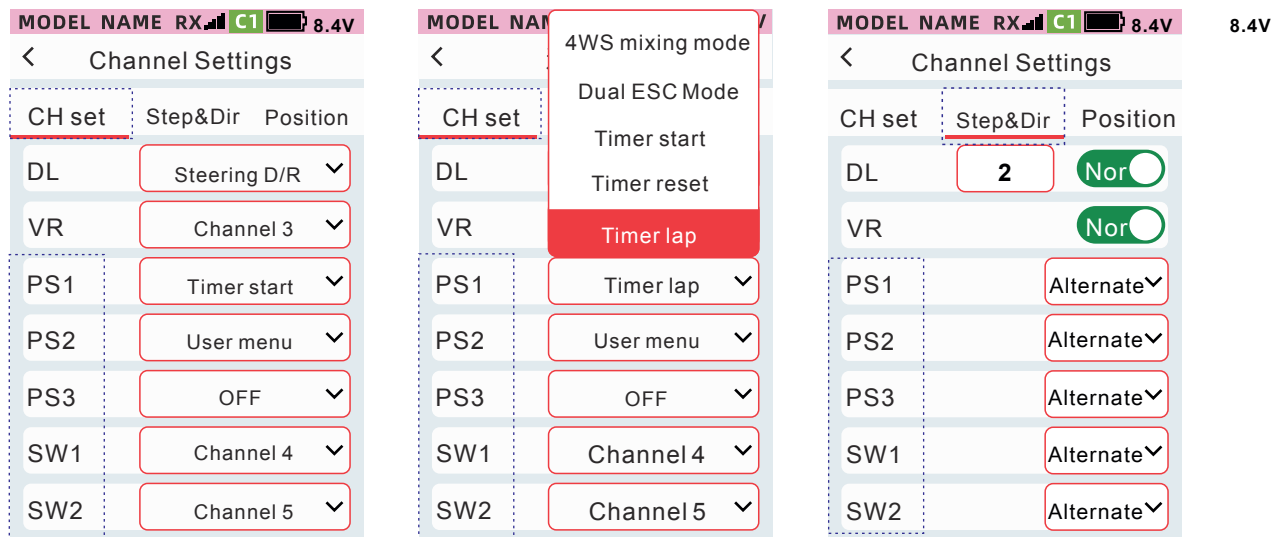 MODEL NAME RX C1 8.4V
Channel Settings
CH set Step&Dir Position
DL Steering D/R
VR Channel 3
PS1 Timer start
PS2 User menu
PS3 OFF
SW1 Channel 4
SW2 Channel 5
MODEL NAM V
4WS mixing mode
Dual ESC Mode
Timer start
Timer reset
Timer lap
CH set
DL
VR
PS1 Timer lap
PS2 User menu
PS3 OFF
SW1 Channel 4
SW2 Channel 5
MODEL NAME RX C1 8.4V
Channel Settings
CH set Step&Dir Position
DL 2 Nor
VR Nor
PS1 Alternate
PS2 Alternate
PS3 Alternate
SW1 Alternate
SW2 Alternate
8.4V